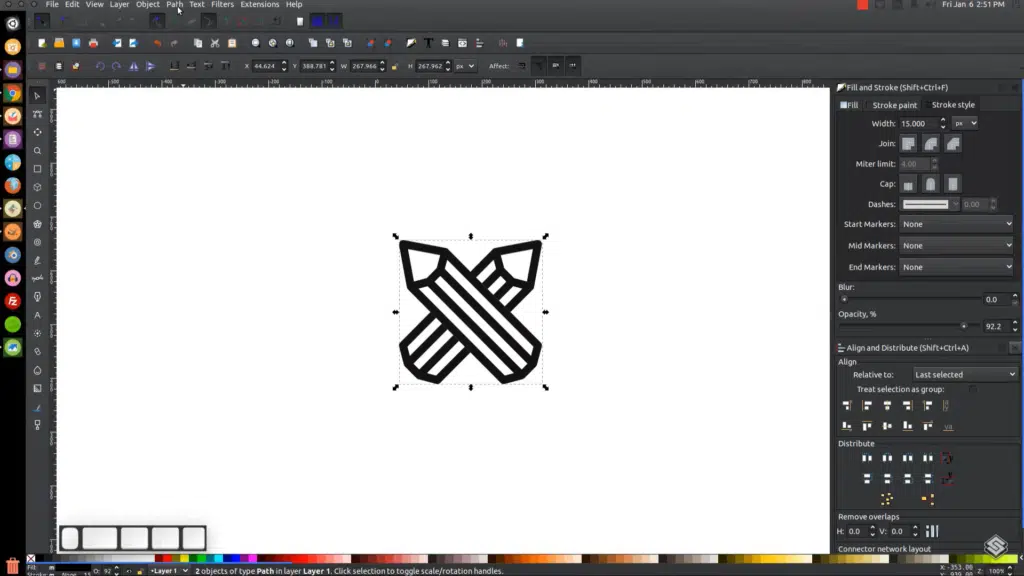 File Edit View Layer Object Path Text Filters Extensions Help
Fri Jan 6 2:51 PM
X 44.624 Y 388.781 W 267.966 H 267.962 px Affect:
Fill and Stroke (Shift+Ctrl+F)
Fill Stroke paint Stroke style
Width: 15.000 px
Join:
Miter limit: 4.00
Cap:
Dashes: 0.00
Start Markers: None
Mid Markers: None
End Markers: None
Blur:
0.0
Opacity, %
92.2
Align and Distribute (Shift+Ctrl+A)
Align
Relative to: Last selected
Treat selection as group:
Distribute
Remove overlaps
H: 0.0 V: 0.0
Connector network layout
Fill: m
O: 92 Layer 1 2 objects of type Path in layer Layer 1. Click selection to toggle scale/rotation handles.
X: -353.00
Z: 100%